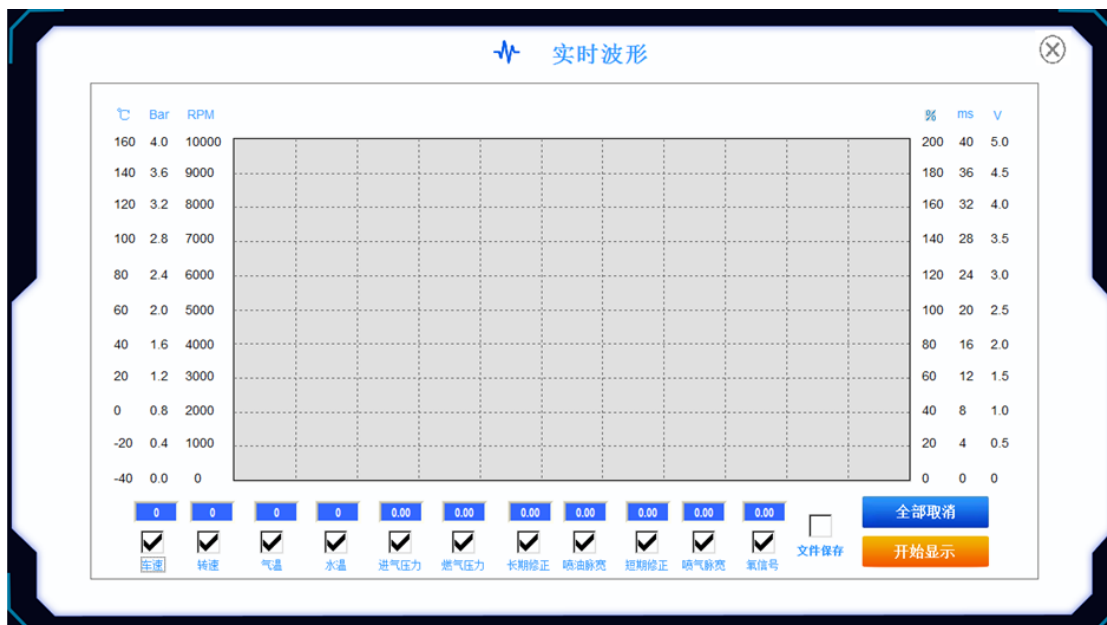 实时波形
℃ Bar RPM % ms V
160 4.0 10000 200 40 5.0
140 3.6 9000 180 36 4.5
120 3.2 8000 160 32 4.0
100 2.8 7000 140 28 3.5
80 2.4 6000 120 24 3.0
60 2.0 5000 100 20 2.5
40 1.6 4000 80 16 2.0
20 1.2 3000 60 12 1.5
0 0.8 2000 40 8 1.0
-20 0.4 1000 20 4 0.5
-40 0.0 0 0 0 0
0 0 0 0 0.00 0.00 0.00 0.00 0.00 0.00 0.00 全部取消
车速 转速 气温 水温 进气压力 燃气压力 长期修正 喷油脉宽 短期修正 喷气脉宽 氧信号 文件保存 开始显示